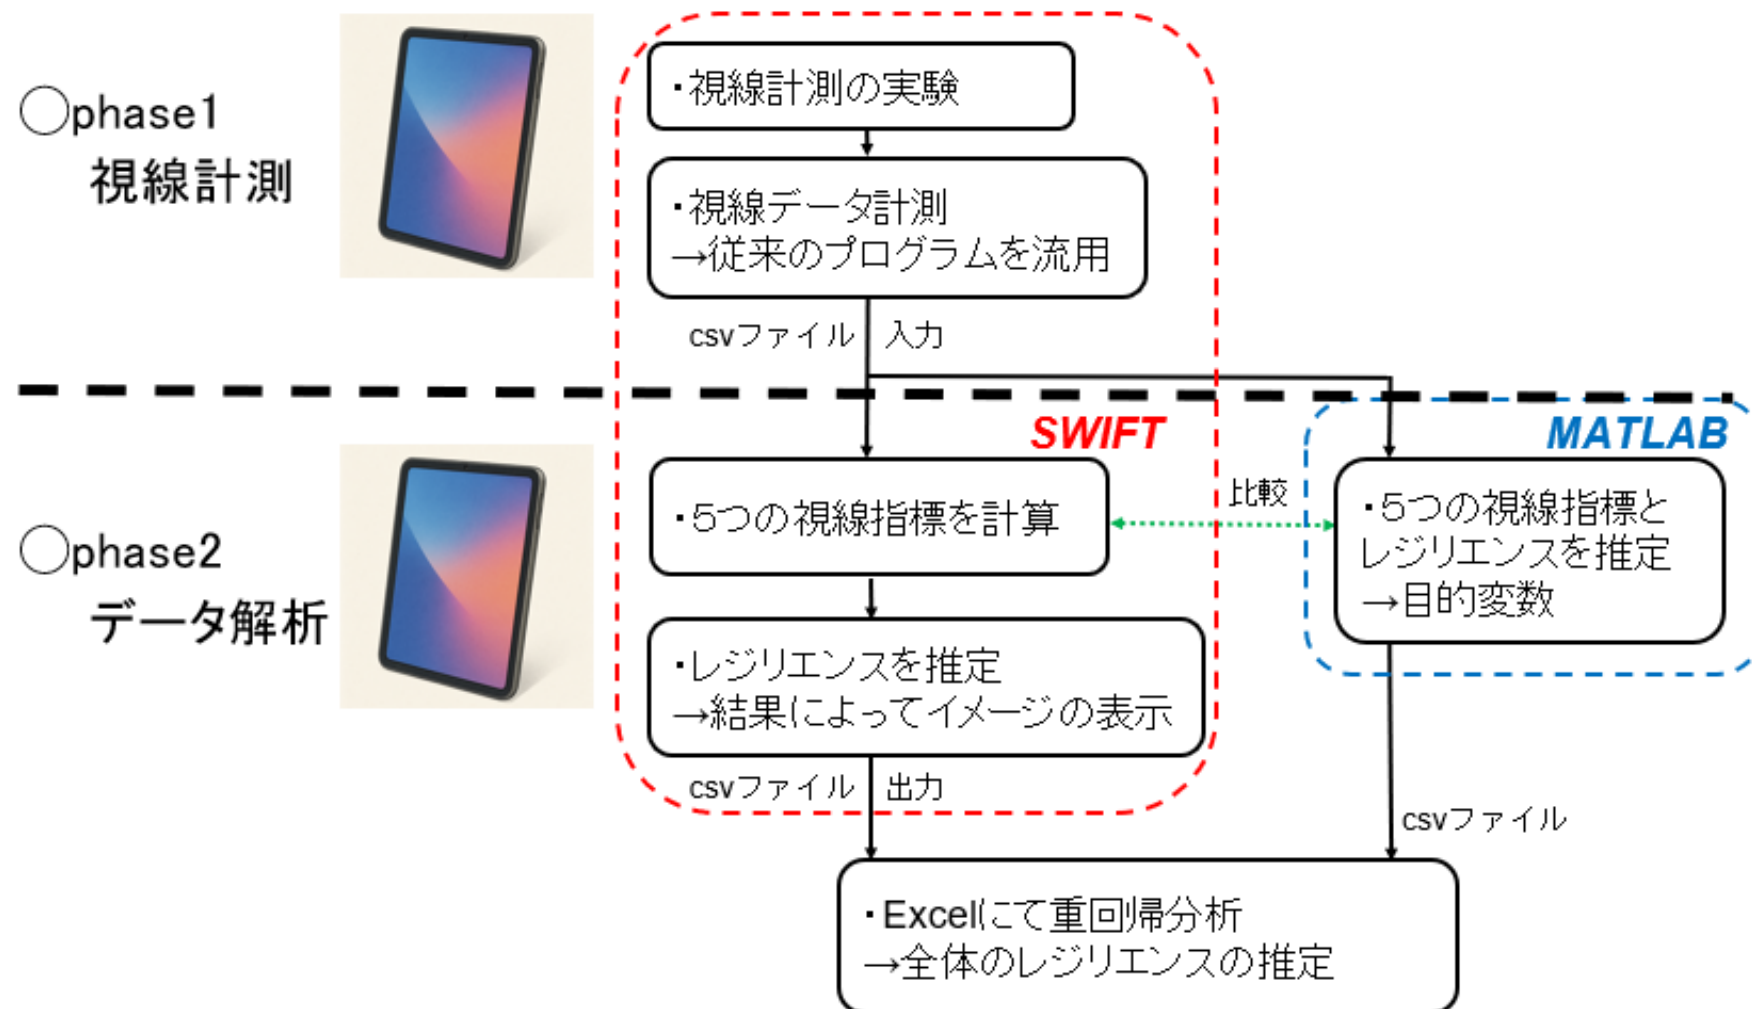 ○phase1
視線計測
・視線計測の実験
・視線データ計測
→従来のプログラムを流用
csvファイル 入力
SWIFT
MATLAB
○phase2
データ解析
・5つの視線指標を計算
比較
・5つの視線指標と
レジリエンスを推定
→目的変数
・レジリエンスを推定
→結果によってイメージの表示
csvファイル 出力
csvファイル
・Excelにて重回帰分析
→全体のレジリエンスの推定